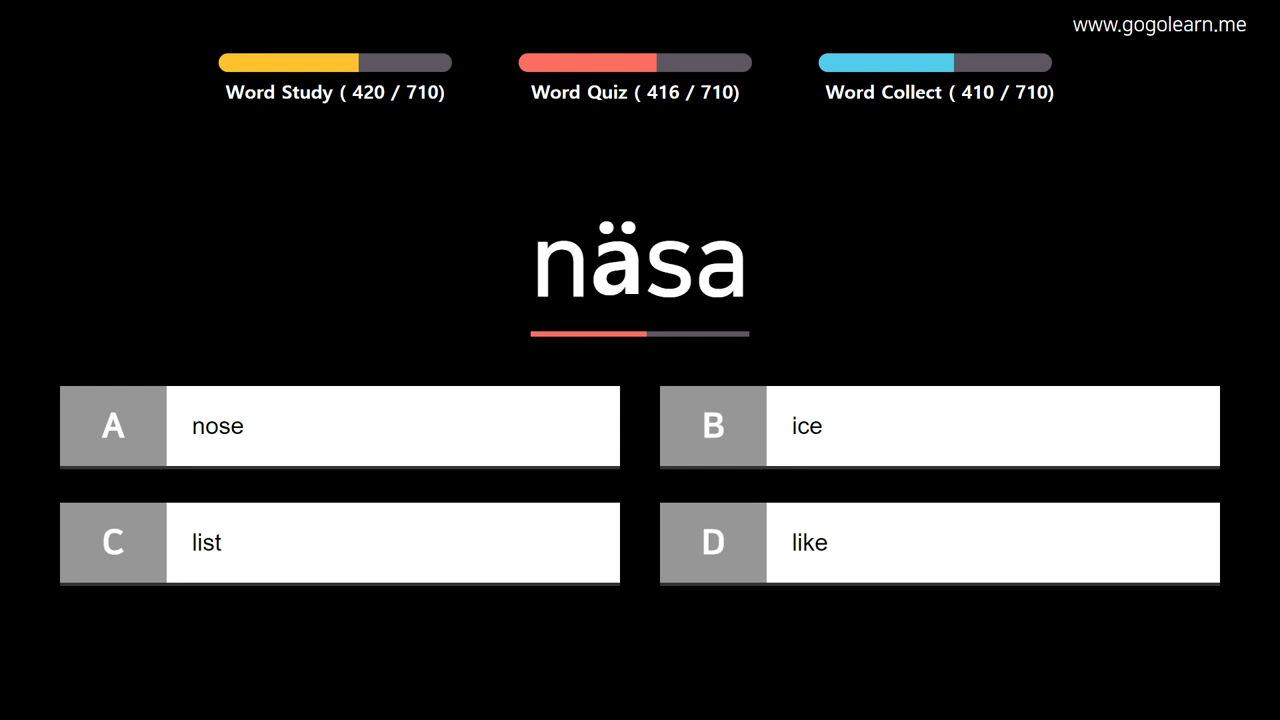 www.gogolearn.me
Word Study ( 420 / 710)
Word Quiz ( 416 / 710)
Word Collect ( 410 / 710)
näsa
A nose
B ice
C list
D like